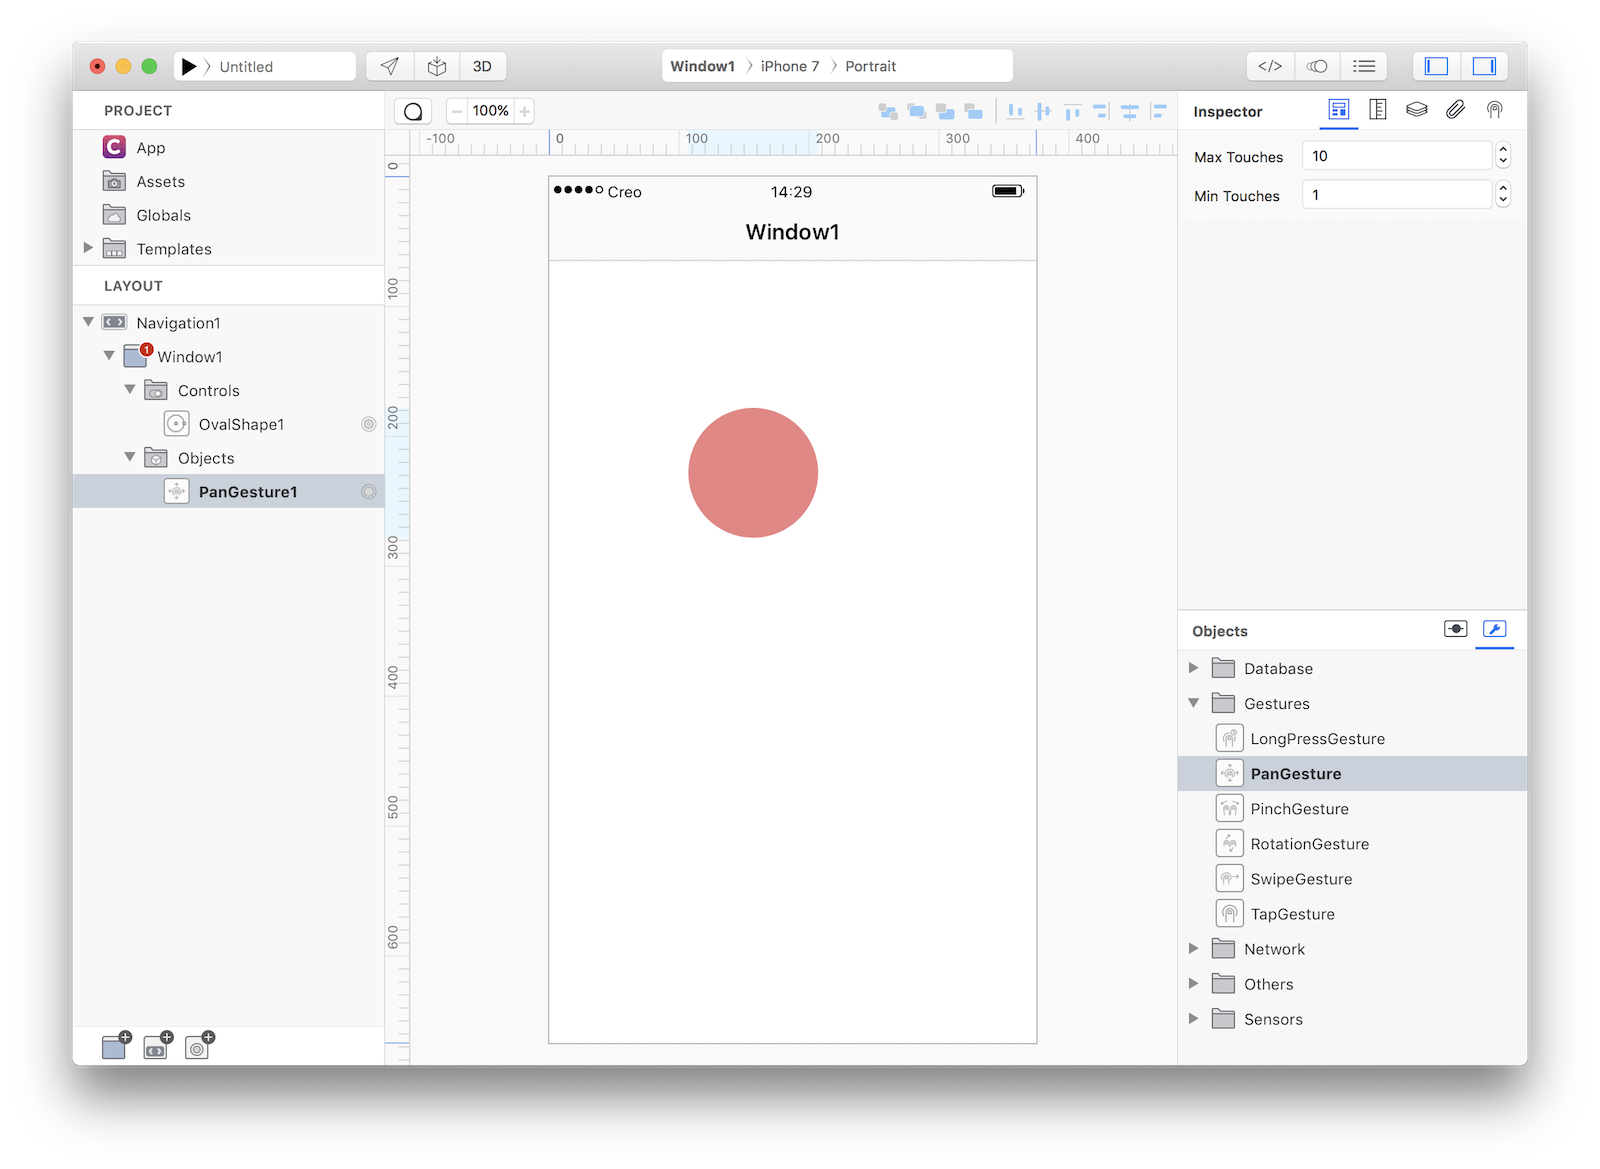 Untitled
3D
Window1 iPhone 7 Portrait
</>
PROJECT
App
Assets
Globals
Templates
LAYOUT
Navigation1
1
Window1
Controls
OvalShape1
Objects
PanGesture1
100%
-100 0 100 200 300 400
0
100
200
300
400
500
600
Creo 14:29
Window1
Inspector
Max Touches 10
Min Touches 1
Objects
Database
Gestures
LongPressGesture
PanGesture
PinchGesture
RotationGesture
SwipeGesture
TapGesture
Network
Others
Sensors